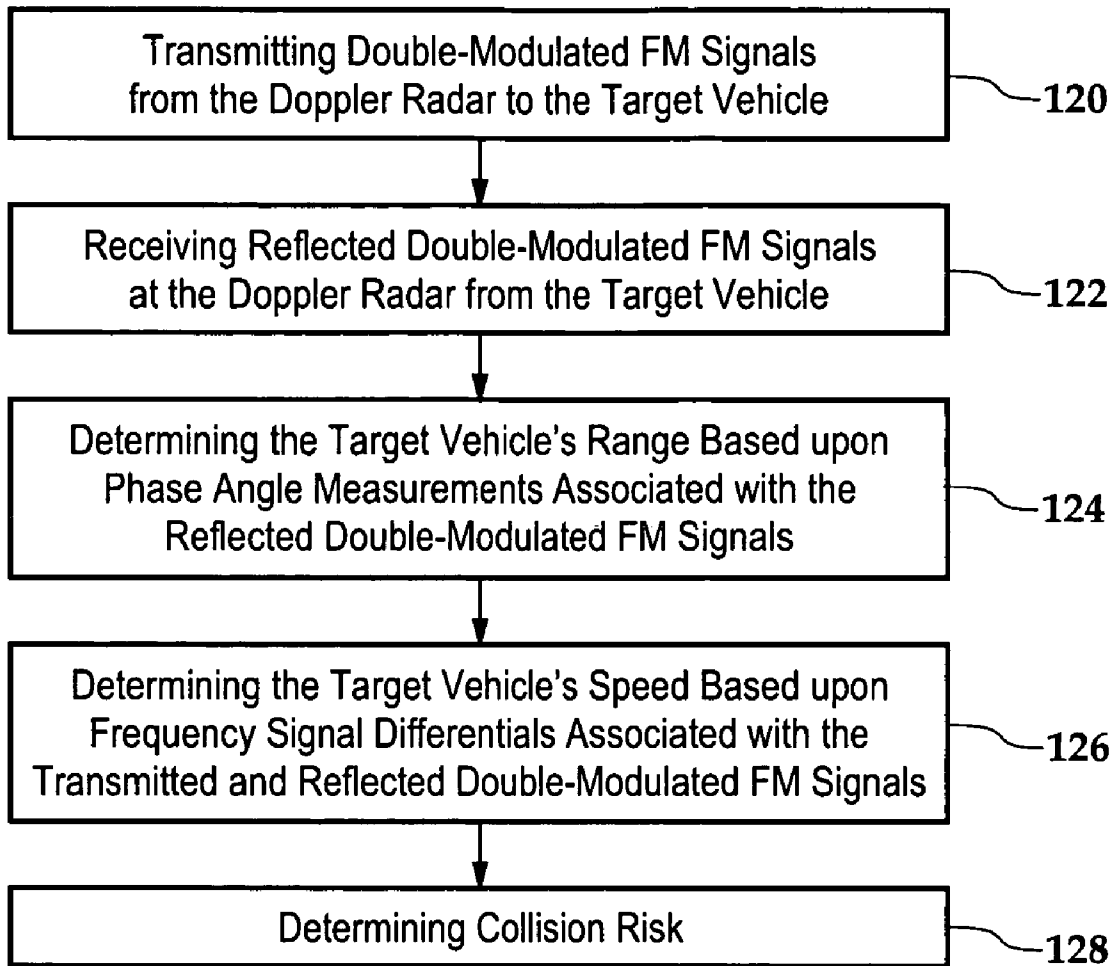 Transmitting Double-Modulated FM Signals
from the Doppler Radar to the Target Vehicle
120
Receiving Reflected Double-Modulated FM Signals
at the Doppler Radar from the Target Vehicle
122
Determining the Target Vehicle's Range Based upon
Phase Angle Measurements Associated with the
Reflected Double-Modulated FM Signals
124
Determining the Target Vehicle's Speed Based upon
Frequency Signal Differentials Associated with the
Transmitted and Reflected Double-Modulated FM Signals
126
Determining Collision Risk
128